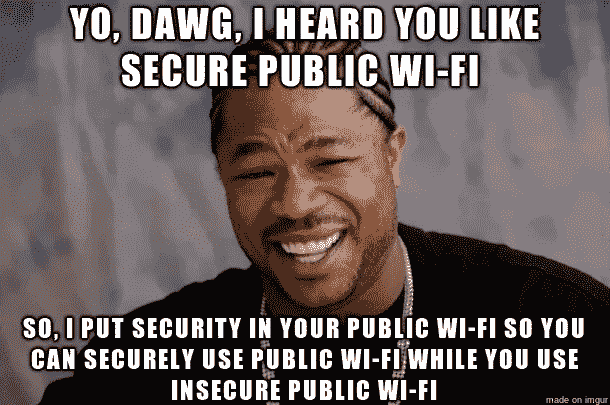 YO, DAWG, I HEARD YOU LIKE
SECURE PUBLIC WI-FI
SO, I PUT SECURITY IN YOUR PUBLIC WI-FI SO YOU
CAN SECURELY USE PUBLIC WI-FI WHILE YOU USE
INSECURE PUBLIC WI-FI
made on imgur